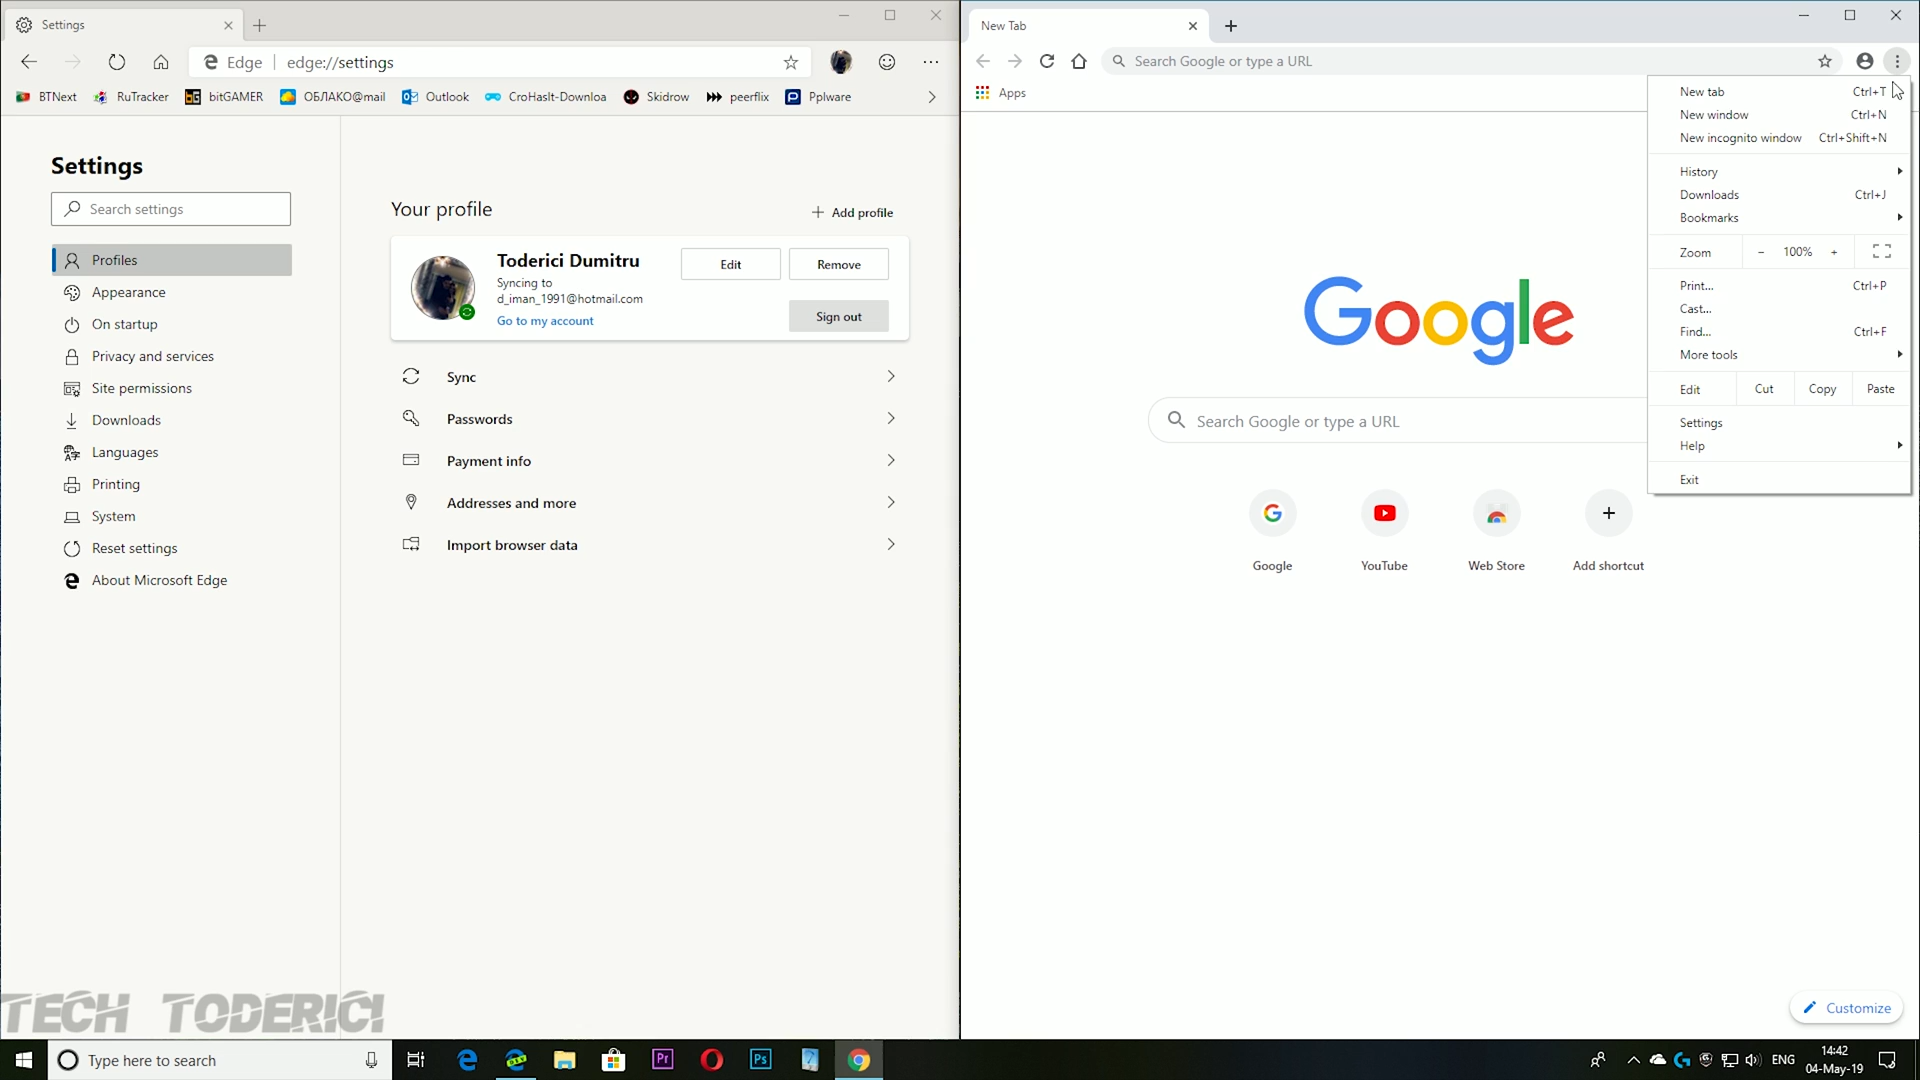 Settings
Edge
edge://settings
BTNext
RuTracker
bitGAMER
ОБЛАКО@mail
Outlook
CroHasIt-Downloa
Skidrow
peerflix
Pplware
Settings
Search settings
Profiles
Appearance
On startup
Privacy and services
Site permissions
Downloads
Languages
Printing
System
Reset settings
About Microsoft Edge
Your profile
Add profile
Toderici Dumitru
Syncing to
d_iman_1991@hotmail.com
Go to my account
Edit
Remove
Sign out
Sync
Passwords
Payment info
Addresses and more
Import browser data
New Tab
Search Google or type a URL
Apps
New tab Ctrl+T
New window Ctrl+N
New incognito window Ctrl+Shift+N
History
Downloads Ctrl+J
Bookmarks
Zoom - 100% +
Print... Ctrl+P
Cast...
Find... Ctrl+F
More tools
Edit Cut Copy Paste
Settings
Help
Exit
Google
Search Google or type a URL
Google
YouTube
Web Store
Add shortcut
Customize
TECH TODERICI
Type here to search
DEV
Pr
Ps
ENG
14:42
04-May-19